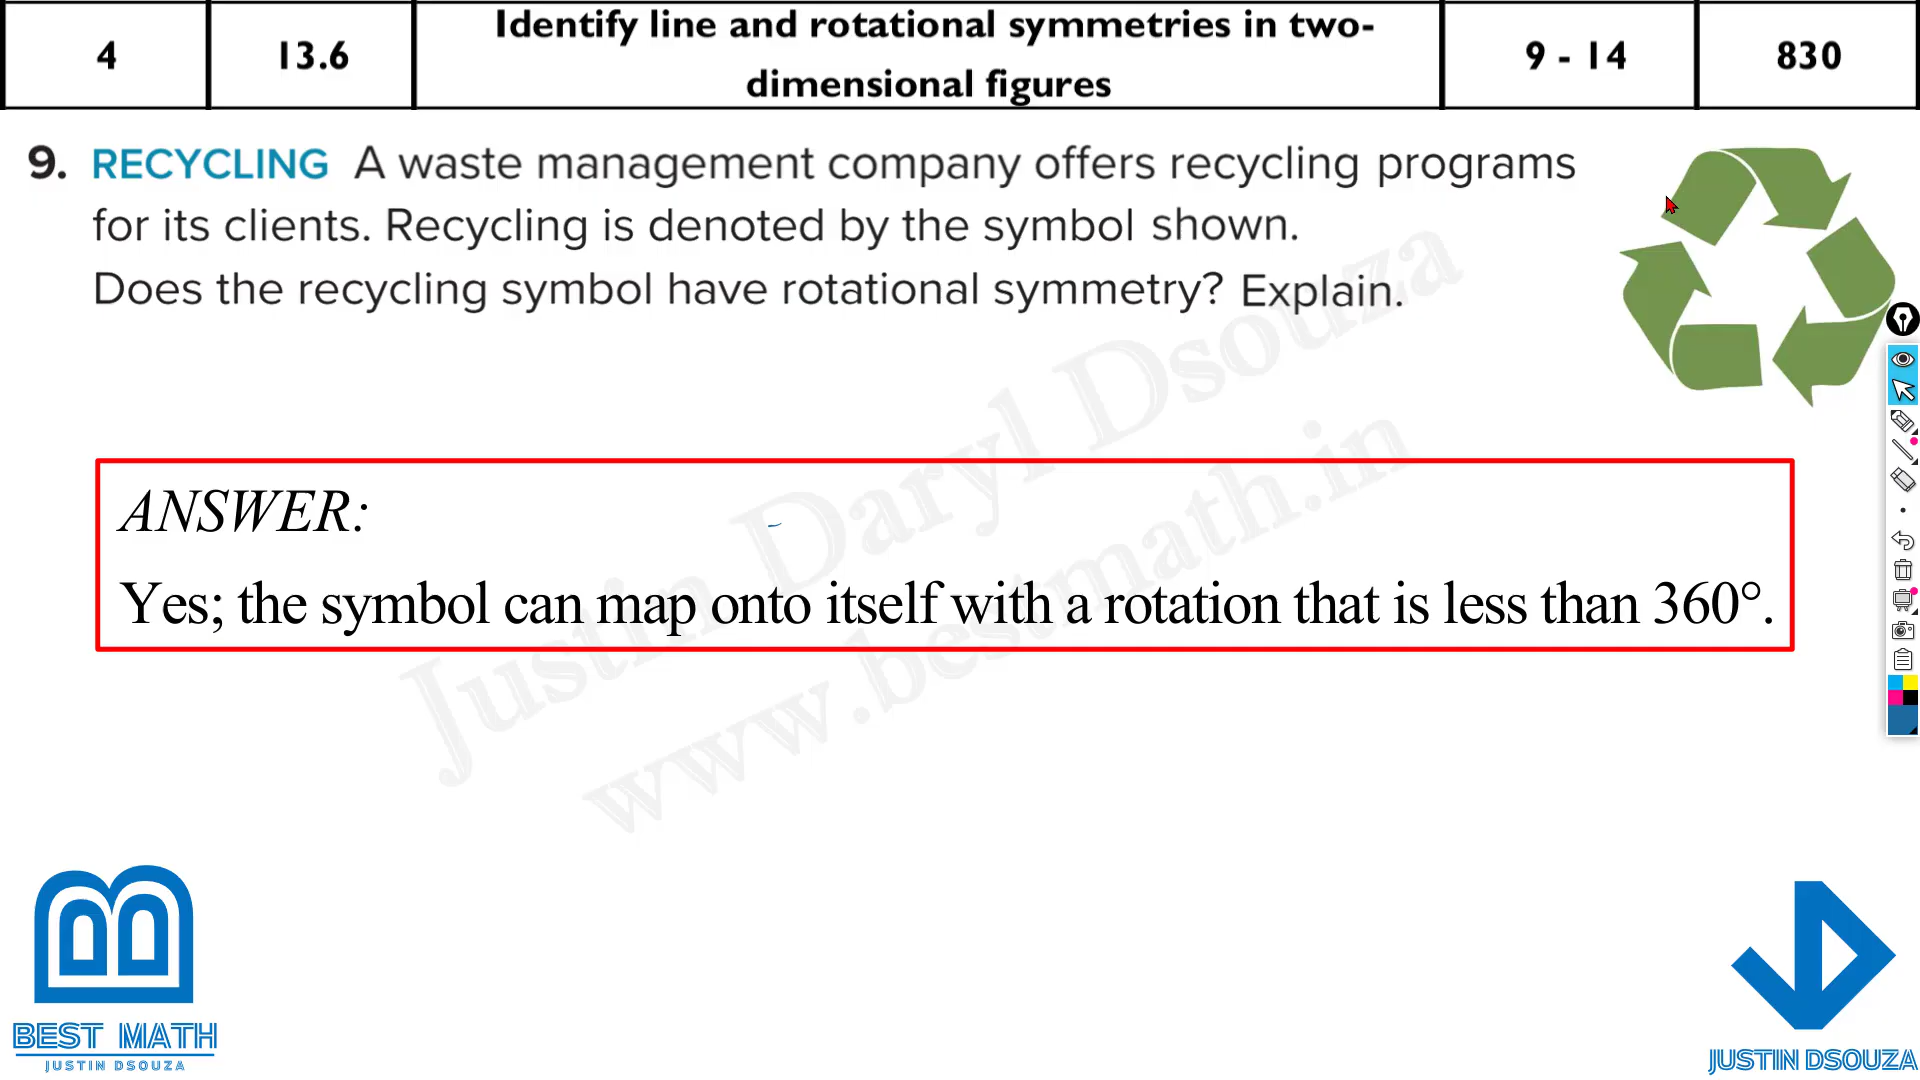 4
13.6
Identify line and rotational symmetries in two-
dimensional figures
9 - 14
830
9. RECYCLING A waste management company offers recycling programs
for its clients. Recycling is denoted by the symbol shown.
Does the recycling symbol have rotational symmetry? Explain.
ANSWER:
Yes; the symbol can map onto itself with a rotation that is less than 360°.
Justin Daryl Dsouza
www.bestmath.in
B
BEST MATH
JUSTIN DSOUZA
JUSTIN DSOUZA